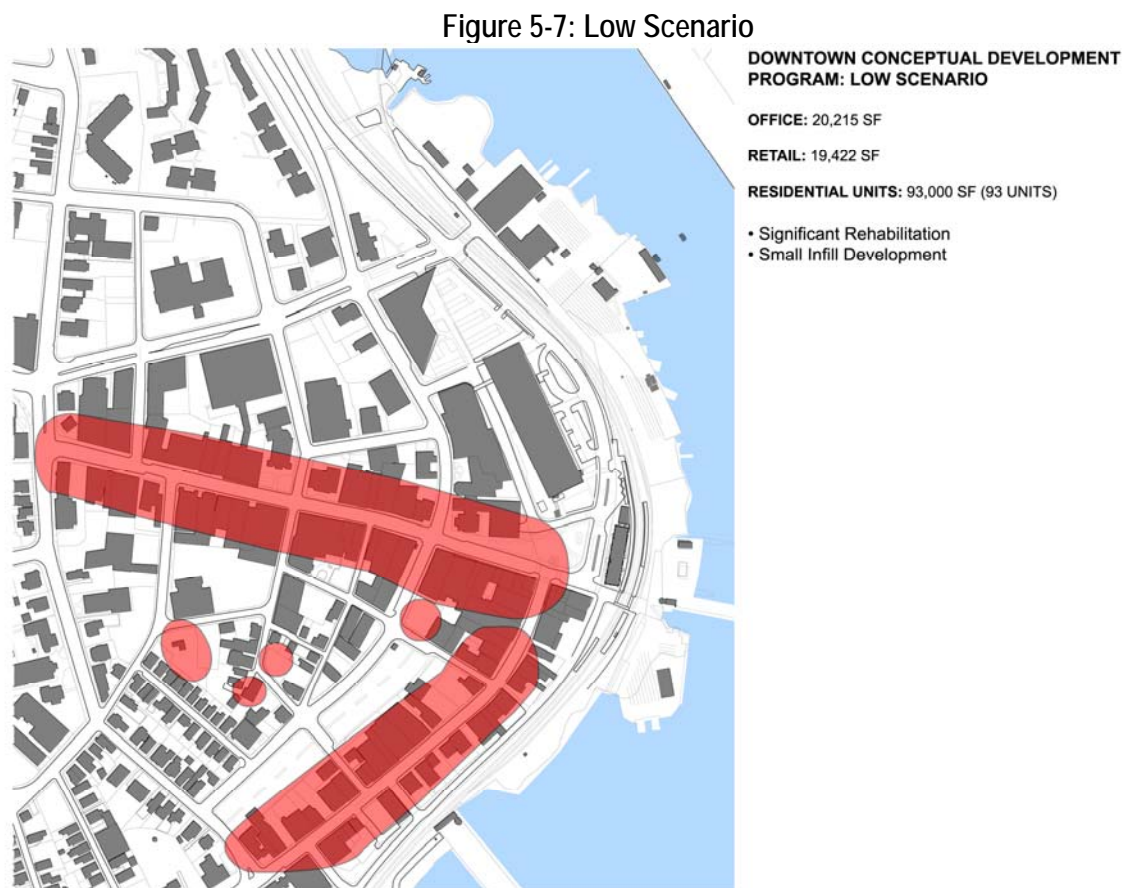 Figure 5-7: Low Scenario
DOWNTOWN CONCEPTUAL DEVELOPMENT
PROGRAM: LOW SCENARIO
OFFICE: 20,215 SF
RETAIL: 19,422 SF
RESIDENTIAL UNITS: 93,000 SF (93 UNITS)
• Significant Rehabilitation
• Small Infill Development